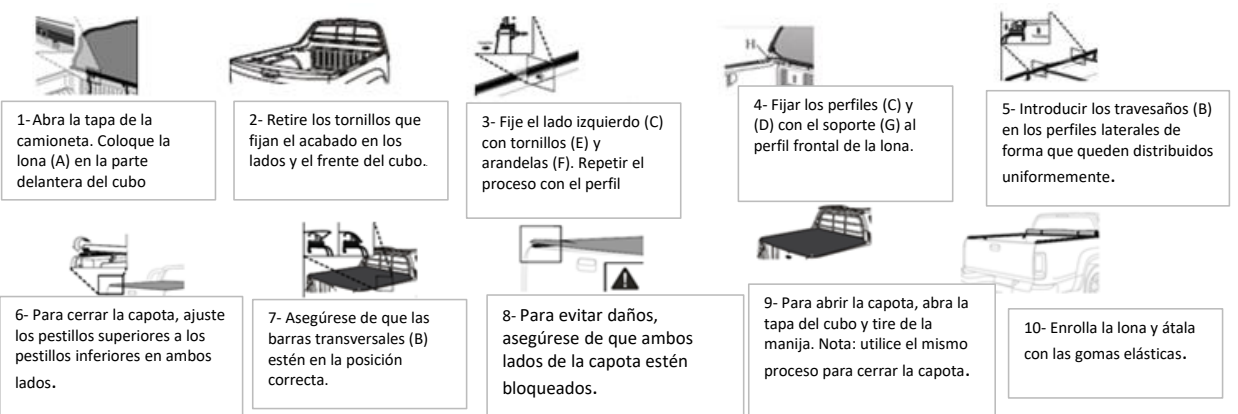 1- Abra la tapa de la
camioneta. Coloque la
lona (A) en la parte
delantera del cubo
2- Retire los tornillos que
fijan el acabado en los
lados y el frente del cubo.
3- Fije el lado izquierdo (C)
con tornillos (E) y
arandelas (F). Repetir el
proceso con el perfil
H
4- Fijar los perfiles (C) y
(D) con el soporte (G) al
perfil frontal de la lona.
5- Introducir los travesaños (B)
en los perfiles laterales de
forma que queden distribuidos
uniformemente.
6- Para cerrar la capota, ajuste
los pestillos superiores a los
pestillos inferiores en ambos
lados.
7- Asegúrese de que las
barras transversales (B)
estén en la posición
correcta.
8- Para evitar daños,
asegúrese de que ambos
lados de la capota estén
bloqueados.
9- Para abrir la capota, abra la
tapa del cubo y tire de la
manija. Nota: utilice el mismo
proceso para cerrar la capota.
10- Enrolla la lona y átala
con las gomas elásticas.